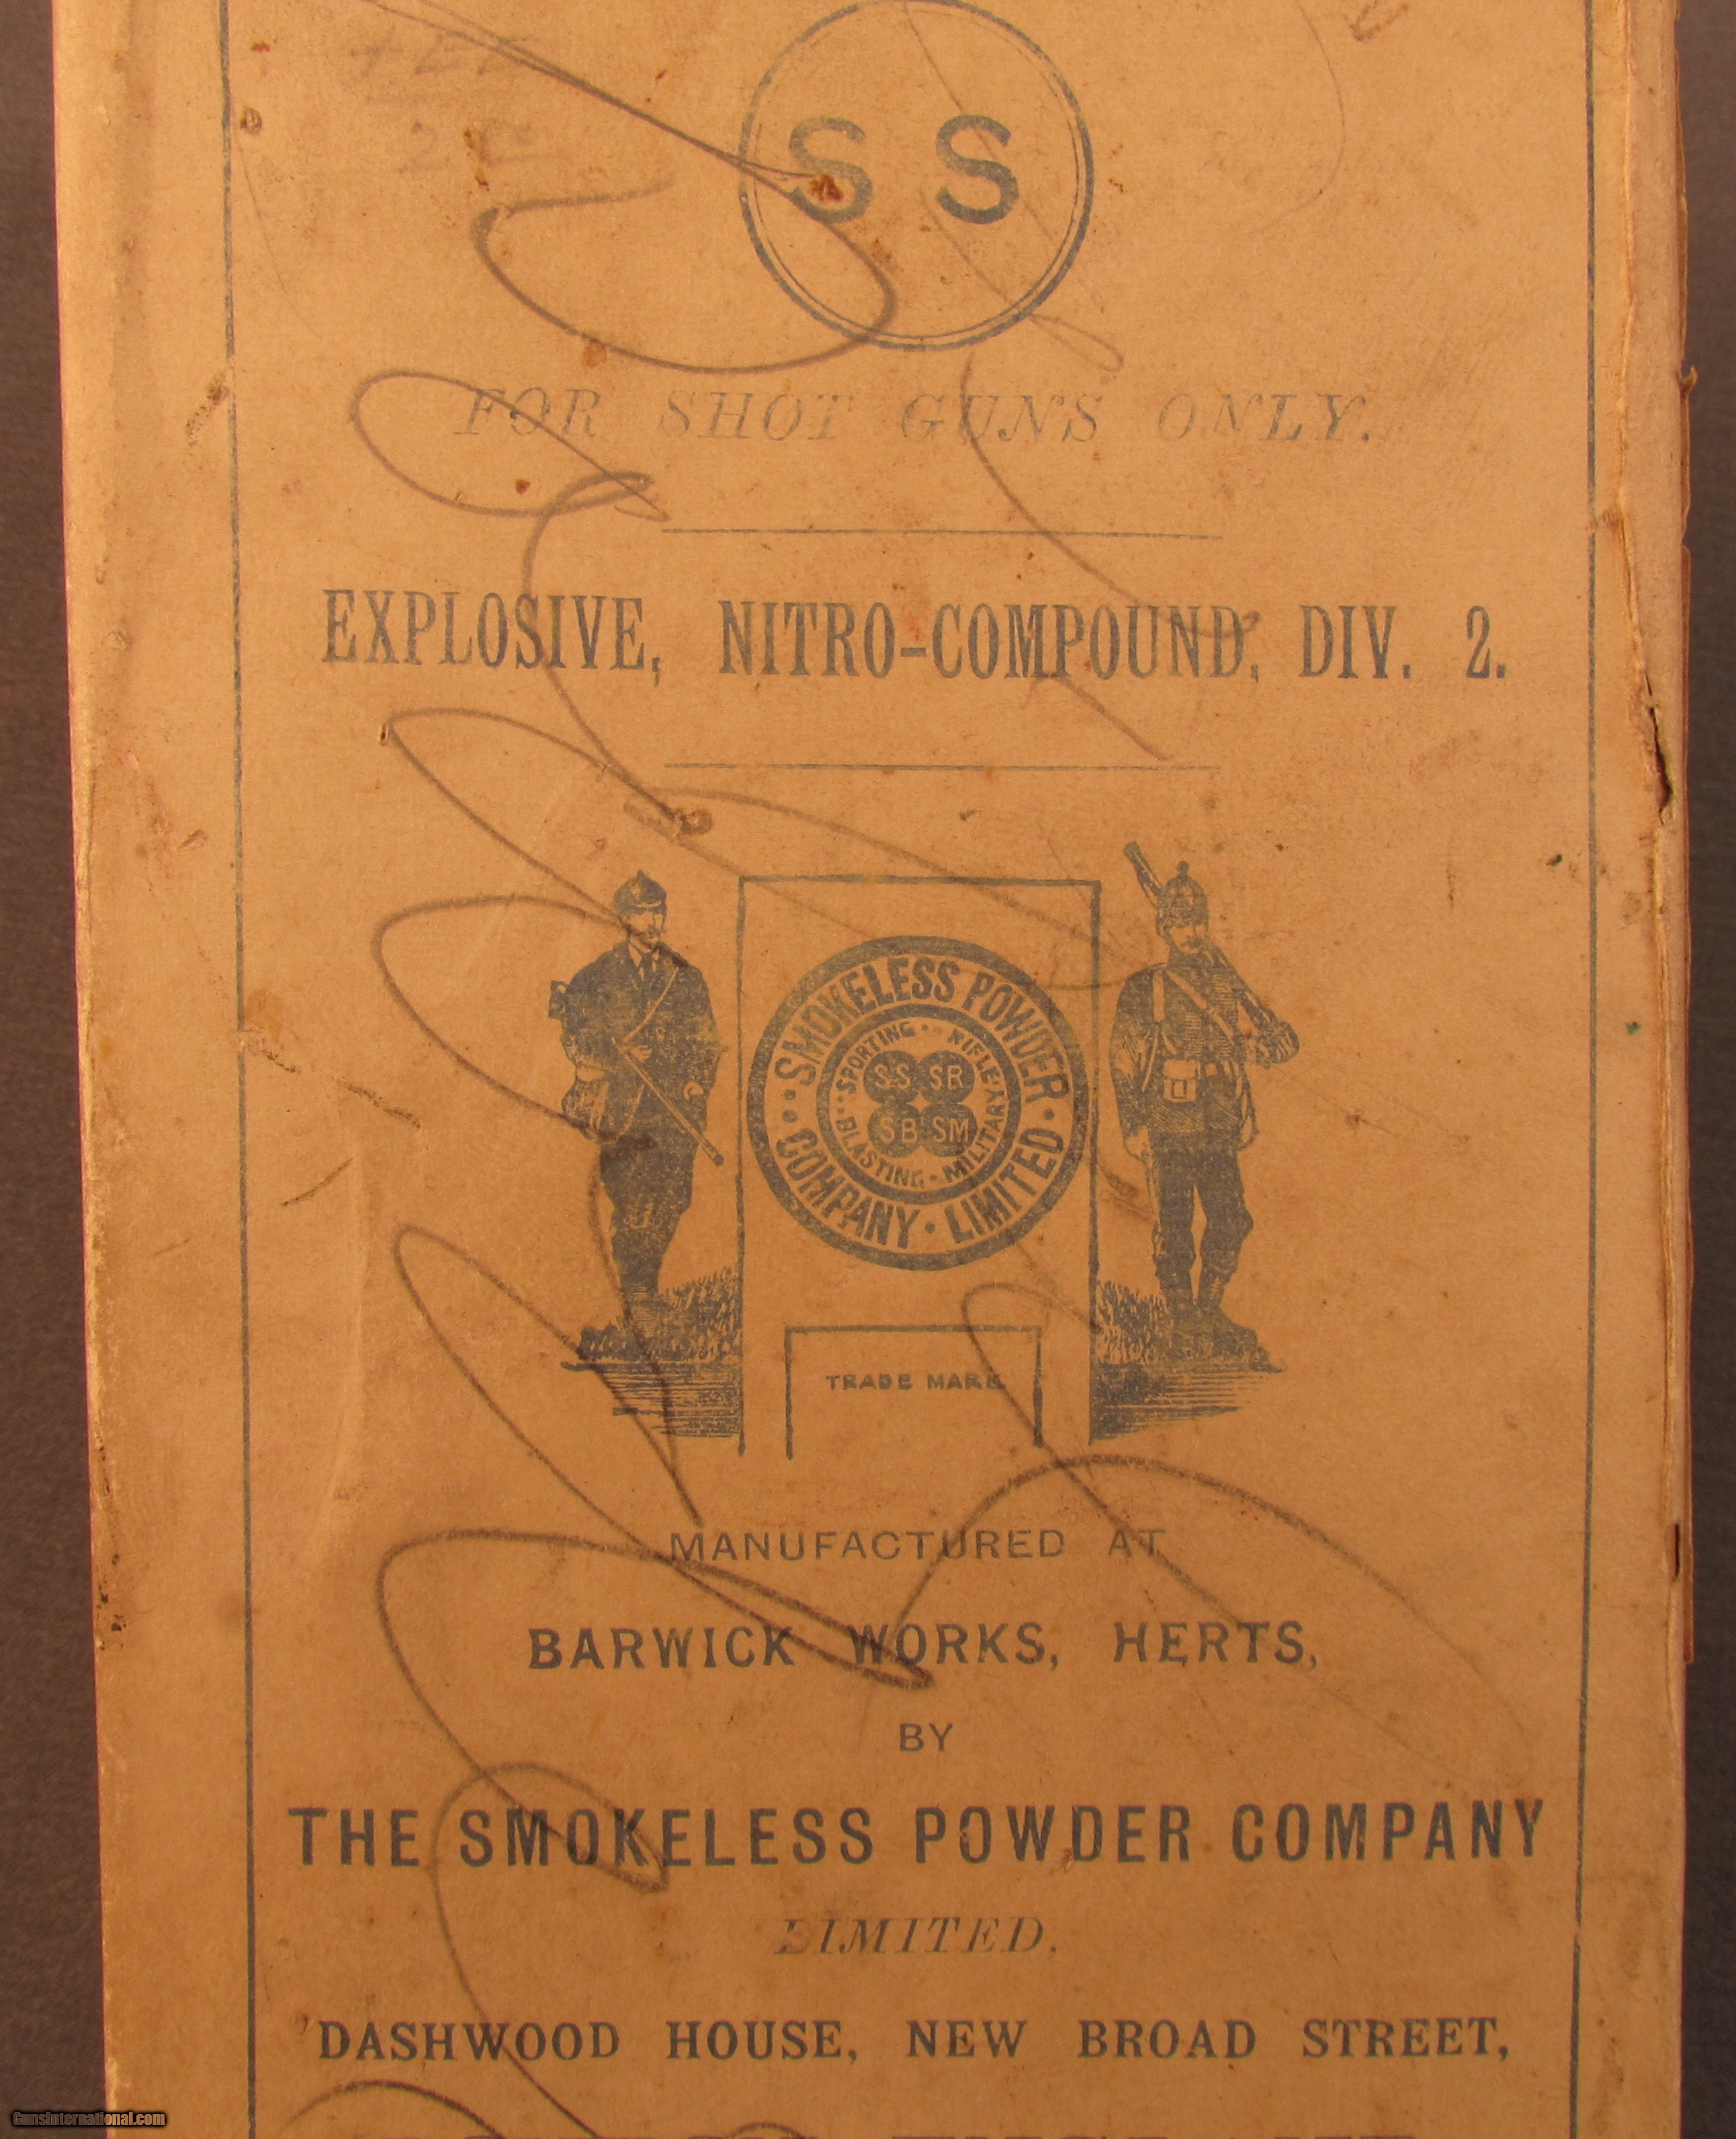 S S
FOR SHOT GUNS ONLY.
EXPLOSIVE, NITRO-COMPOUND, DIV. 2.
SMOKELESS POWDER
COMPANY · LIMITED
SPORTING · RIFLE
BLASTING · MILITARY
SS SR
SB SM
TRADE MARK
MANUFACTURED AT
BARWICK WORKS, HERTS,
BY
THE SMOKELESS POWDER COMPANY
LIMITED,
DASHWOOD HOUSE, NEW BROAD STREET,
GunsInternational.com